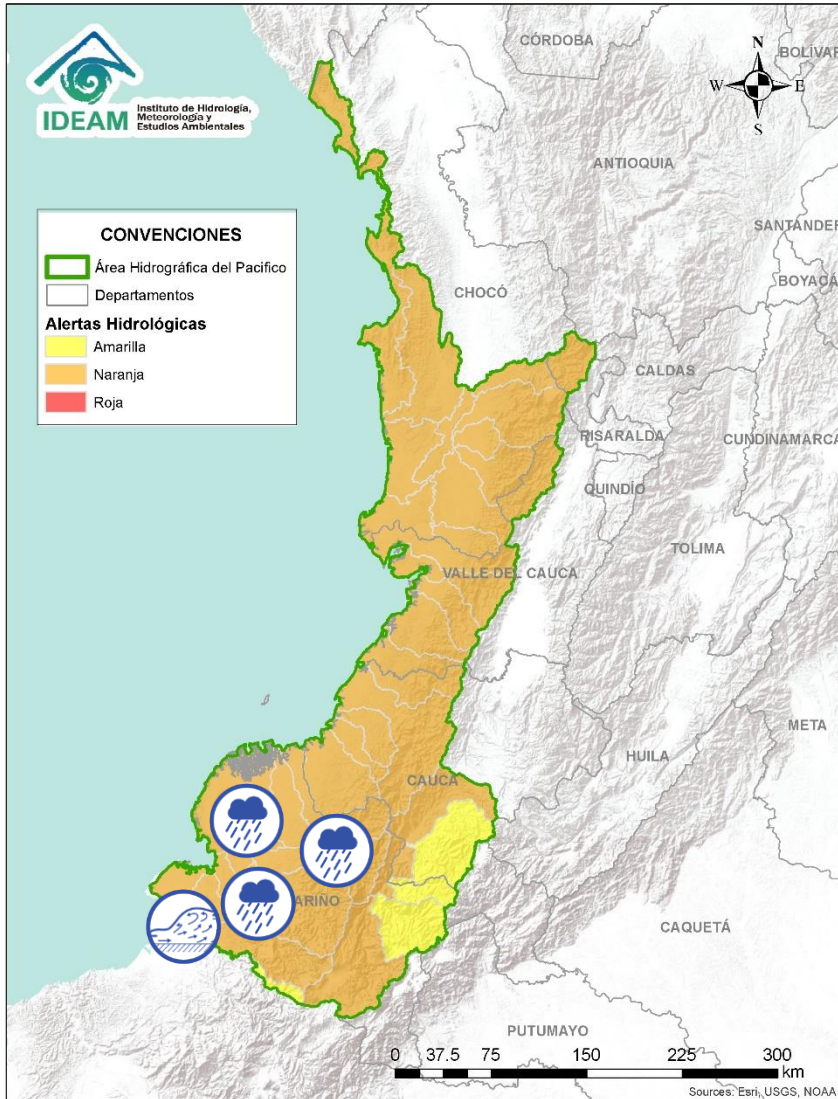 IDEAM
Instituto de Hidrología,
Meteorología y
Estudios Ambientales
CÓRDOBA
BOLÍVAR
N
W
E
S
ANTIOQUIA
SANTANDER
BOYACÁ
CONVENCIONES
Área Hidrográfica del Pacifico
Departamentos
Alertas Hidrológicas
Amarilla
Naranja
Roja
CHOCÓ
CALDAS
RISARALDA
CUNDINAMARCA
QUINDÍO
TOLIMA
VALLE DEL CAUCA
META
HUILA
CAUCA
ARIÑO
CAQUETÁ
PUTUMAYO
0 37.5 75 150 225 300
km
Sources: Esri, USGS, NOAA